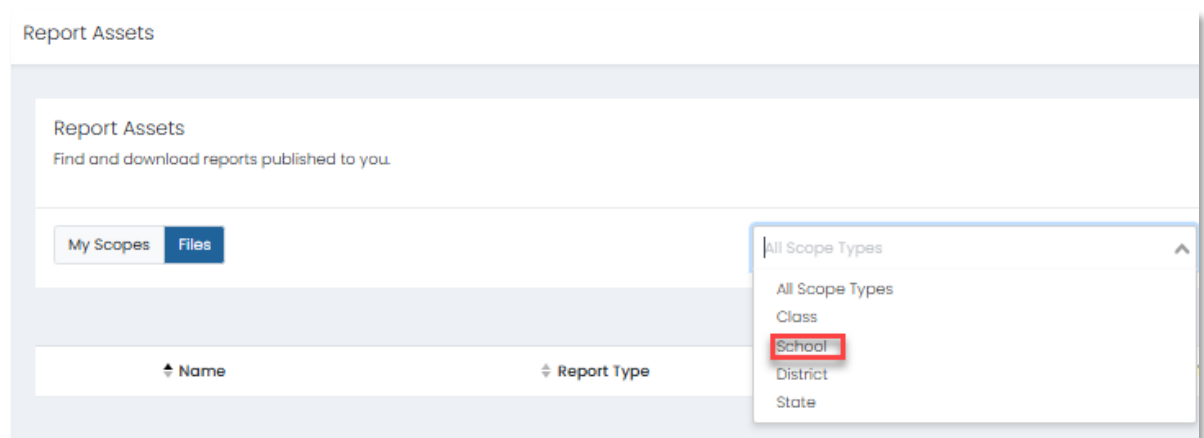 Report Assets
Report Assets
Find and download reports published to you.
My Scopes Files
All Scope Types
All Scope Types
Class
School
District
State
Name Report Type